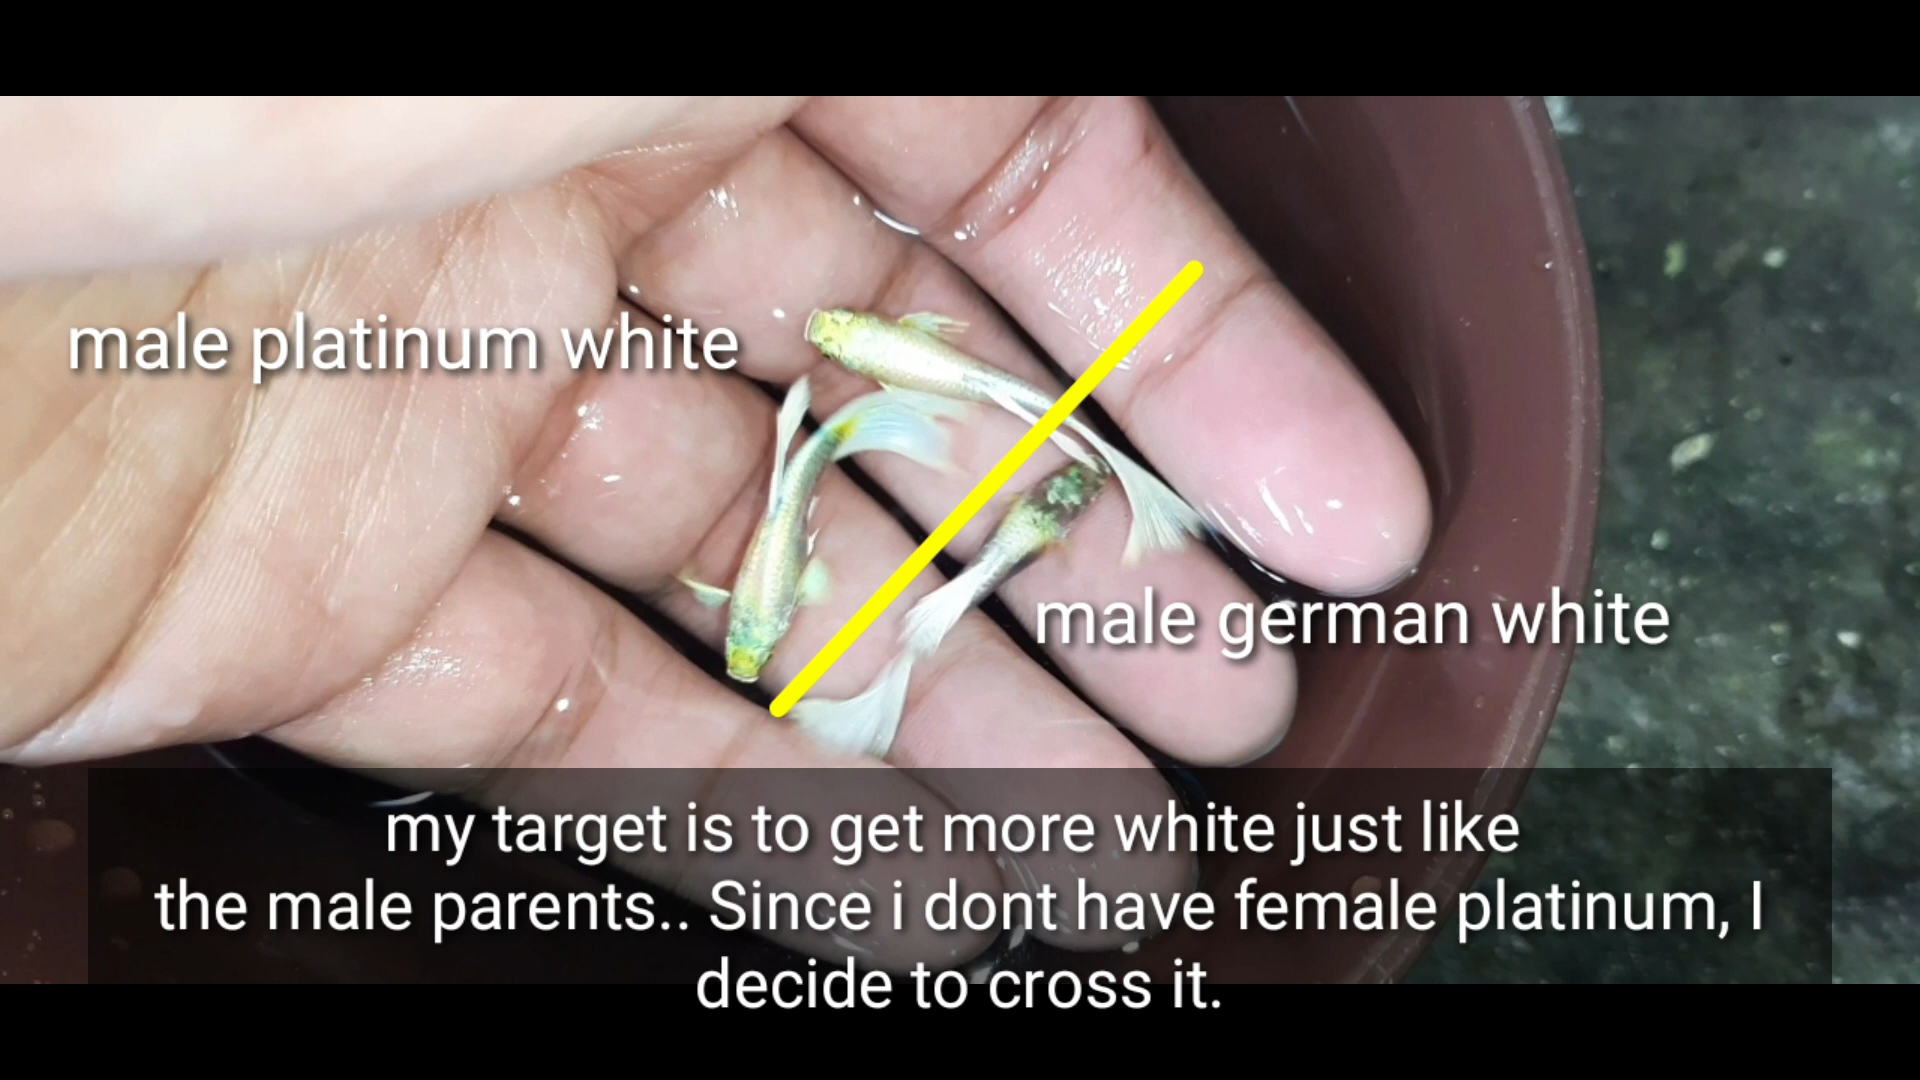 male platinum white
male german white
my target is to get more white just like
the male parents.. Since i dont have female platinum, I
decide to cross it.